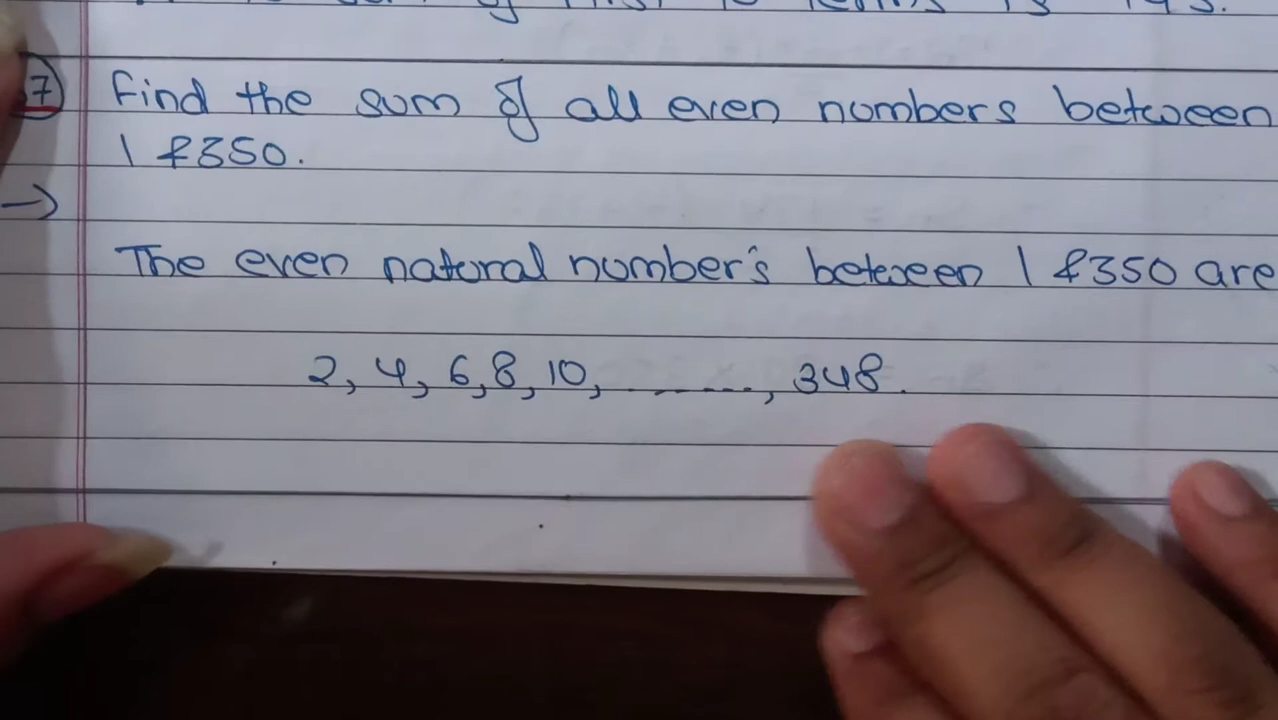 7 Find the sum of all even numbers between
1 & 350.
→
The even natural number's between 1 & 350 are
2, 4, 6, 8, 10, ......, 348.